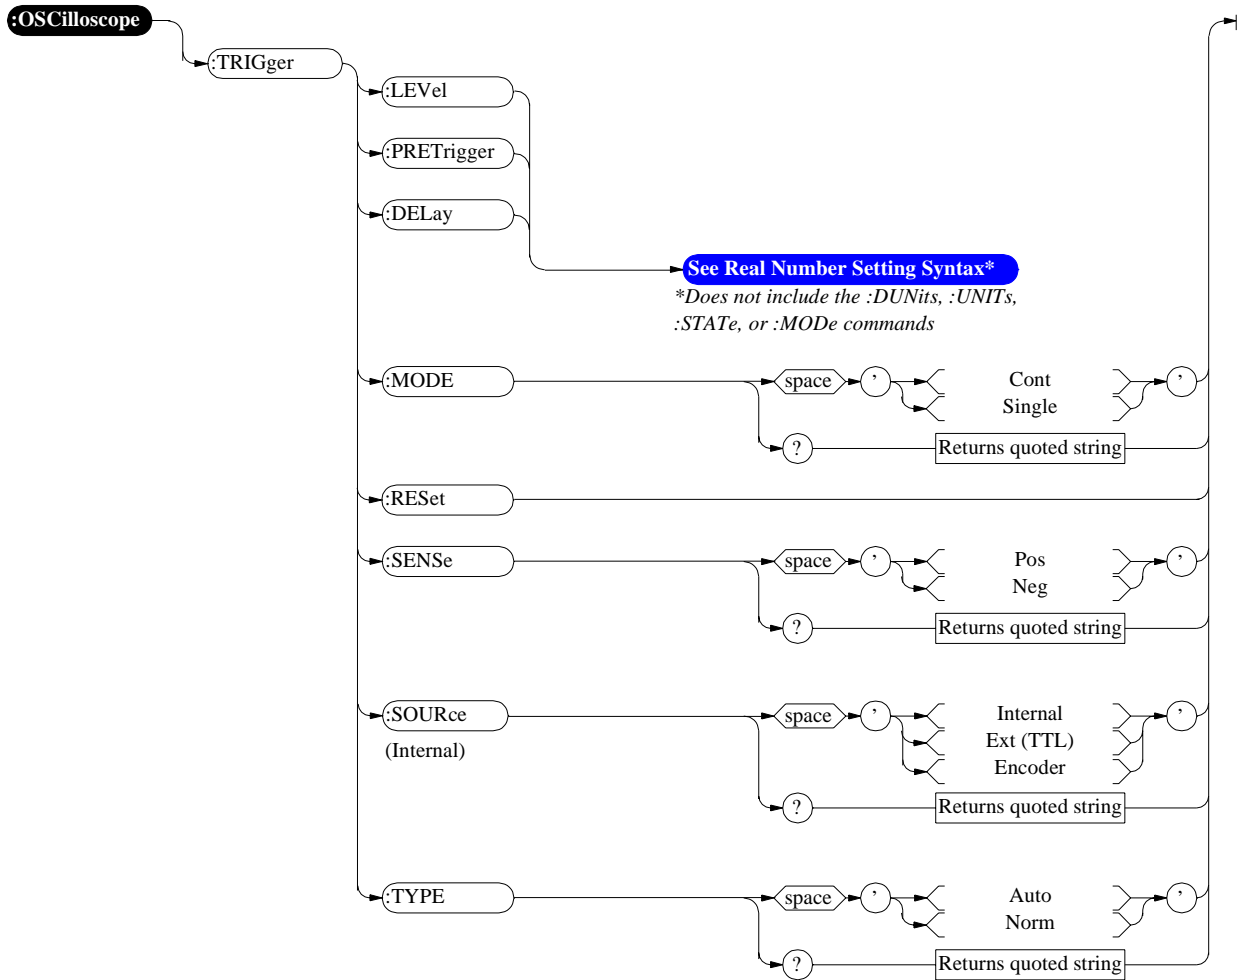 :OSCilloscope
:TRIGger
:LEVel
:PRETrigger
:DELay
See Real Number Setting Syntax*
*Does not include the :DUNits, :UNITs,
:STATe, or :MODe commands
:MODE
space
’
Cont
’
Single
?
Returns quoted string
:RESet
:SENSe
space
’
Pos
’
Neg
?
Returns quoted string
:SOURce
(Internal)
space
’
Internal
’
Ext (TTL)
Encoder
?
Returns quoted string
:TYPE
space
’
Auto
’
Norm
?
Returns quoted string